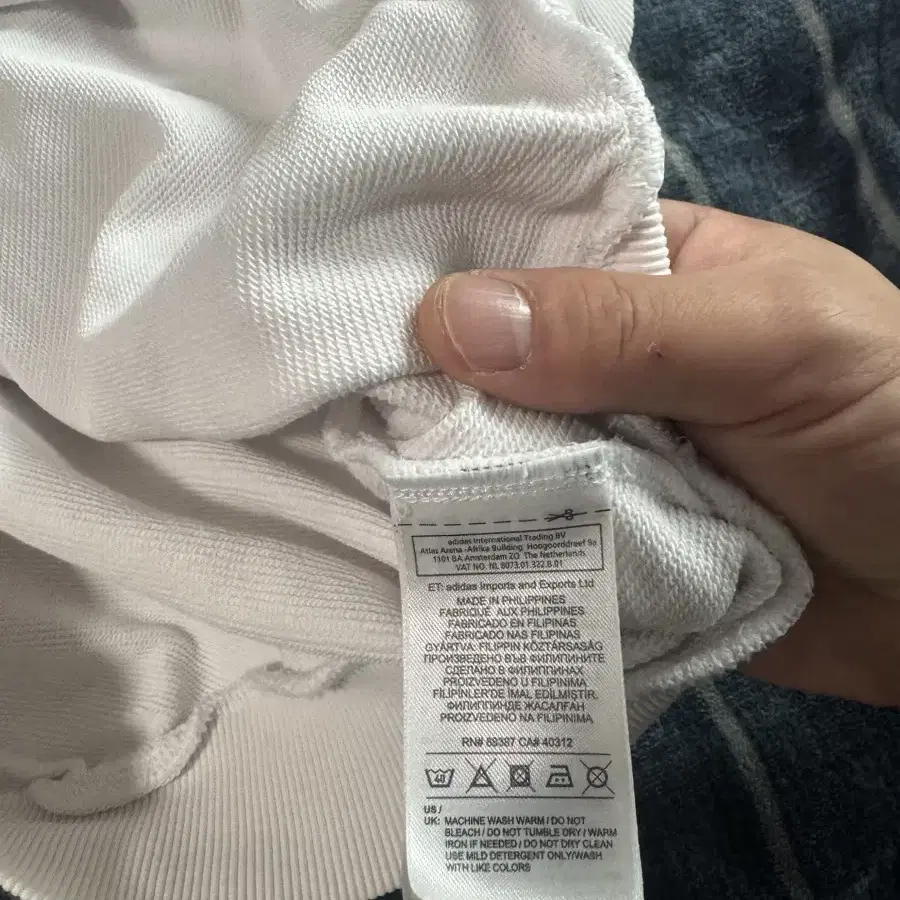 adidas International Trading BV
Atlas Arena -Afrika Building Hoogoorddreef 9a
1101 BA Amsterdam ZO The Netherlands
VAT NO. NL 8073.01.322.B.01
ET: adidas Imports and Exports Ltd
MADE IN PHILIPPINES
FABRIQUÉ AUX PHILIPPINES
FABRICADO EN FILIPINAS
FABRICADO NAS FILIPINAS
GYÁRTVA: FILIPPIN KÖZTÁRSASÁG
ПРОИЗВЕДЕНО ВЪВ ФИЛИПИНИТЕ
СДЕЛАНО В ФИЛИППИНАХ
PROIZVEDENO U FILIPINIMA
FİLİPİNLER'DE İMAL EDİLMİŞTİR.
ФИЛИППИНДЕ ЖАСАЛҒАН
PROIZVEDENO NA FILIPINIMA
RN# 88387 CA# 40312
40
US /
UK: MACHINE WASH WARM / DO NOT
BLEACH / DO NOT TUMBLE DRY / WARM
IRON IF NEEDED / DO NOT DRY CLEAN
USE MILD DETERGENT ONLY/WASH
WITH LIKE COLORS